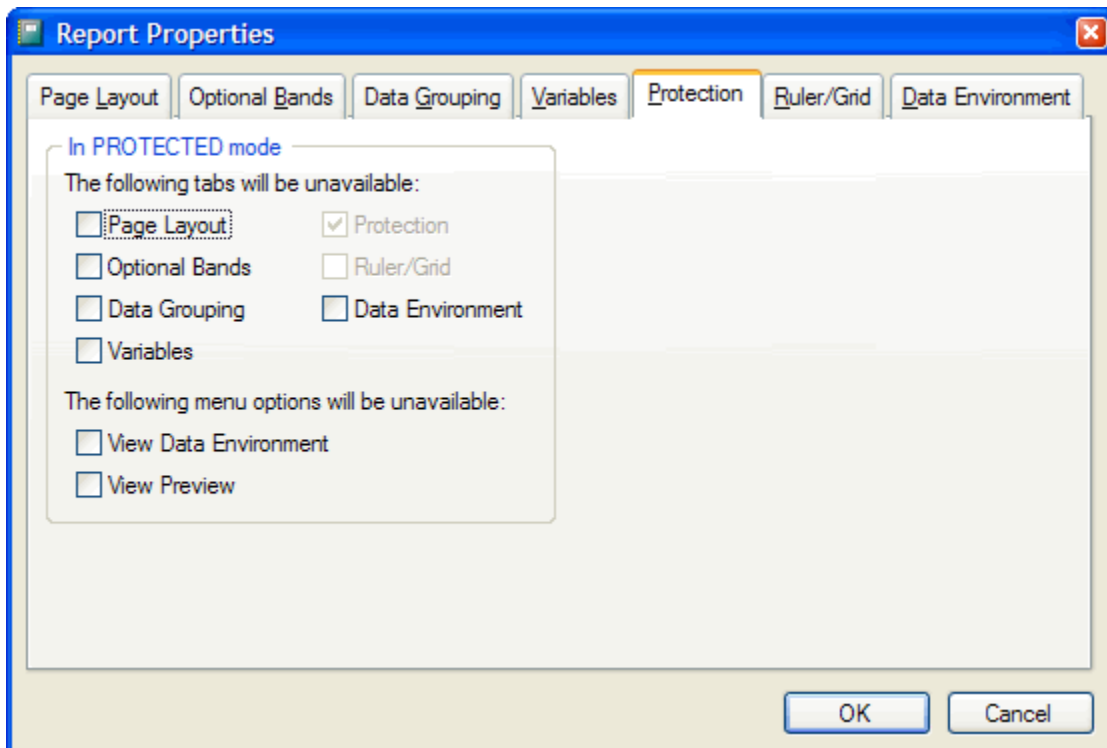 Report Properties
Page Layout Optional Bands Data Grouping Variables Protection Ruler/Grid Data Environment
In PROTECTED mode
The following tabs will be unavailable:
Page Layout Protection
Optional Bands Ruler/Grid
Data Grouping Data Environment
Variables
The following menu options will be unavailable:
View Data Environment
View Preview
OK Cancel